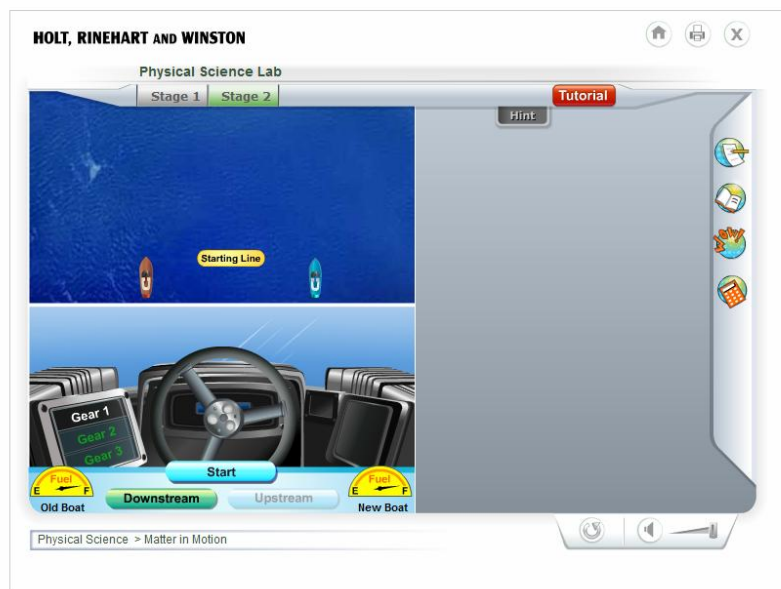 HOLT, RINEHART AND WINSTON
X
Physical Science Lab
Stage 1 Stage 2 Tutorial
Hint
Starting Line
Gear 1
Gear 2
Gear 3
Start
Fuel
E F
Old Boat
Downstream Upstream
Fuel
E F
New Boat
Physical Science > Matter in Motion